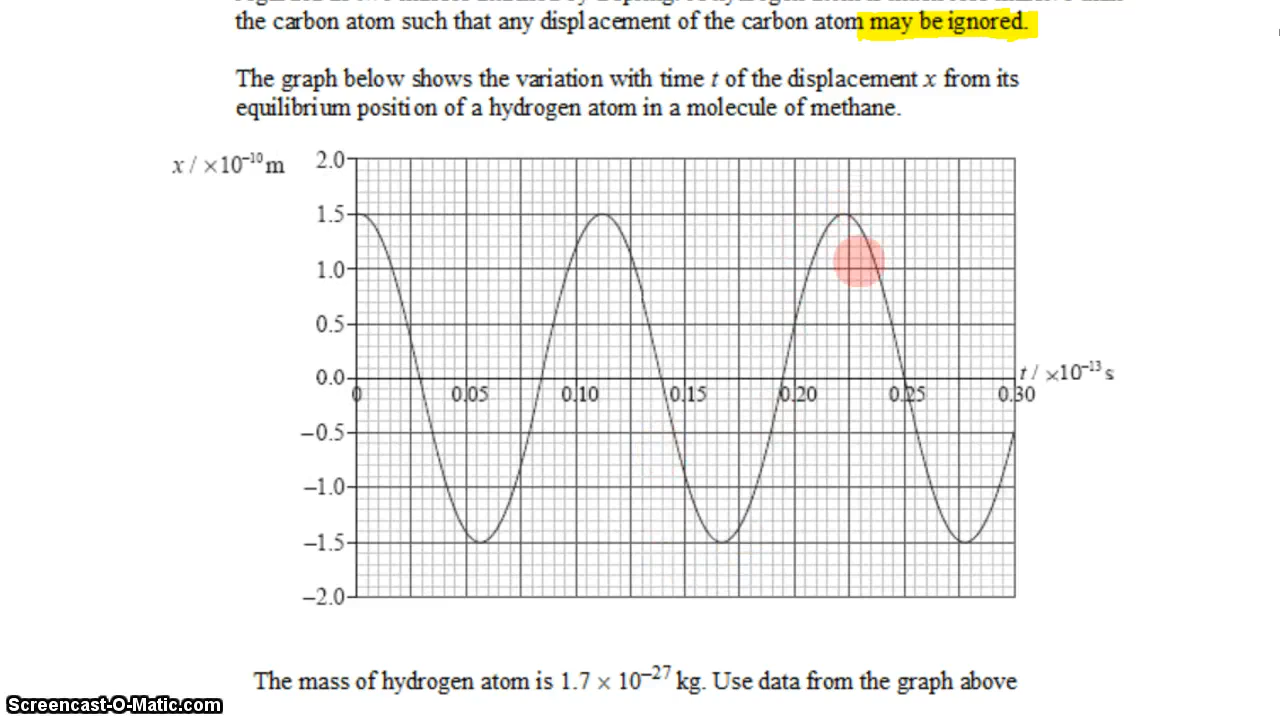 the carbon atom such that any displacement of the carbon atom may be ignored.
The graph below shows the variation with time t of the displacement x from its
equilibrium position of a hydrogen atom in a molecule of methane.
x / ×10⁻¹⁰ m
2.0
1.5
1.0
0.5
0.0
−0.5
−1.0
−1.5
−2.0
0 0.05 0.10 0.15 0.20 0.25 0.30
t / ×10⁻¹³ s
The mass of hydrogen atom is 1.7 × 10⁻²⁷ kg. Use data from the graph above
Screencast-O-Matic.com